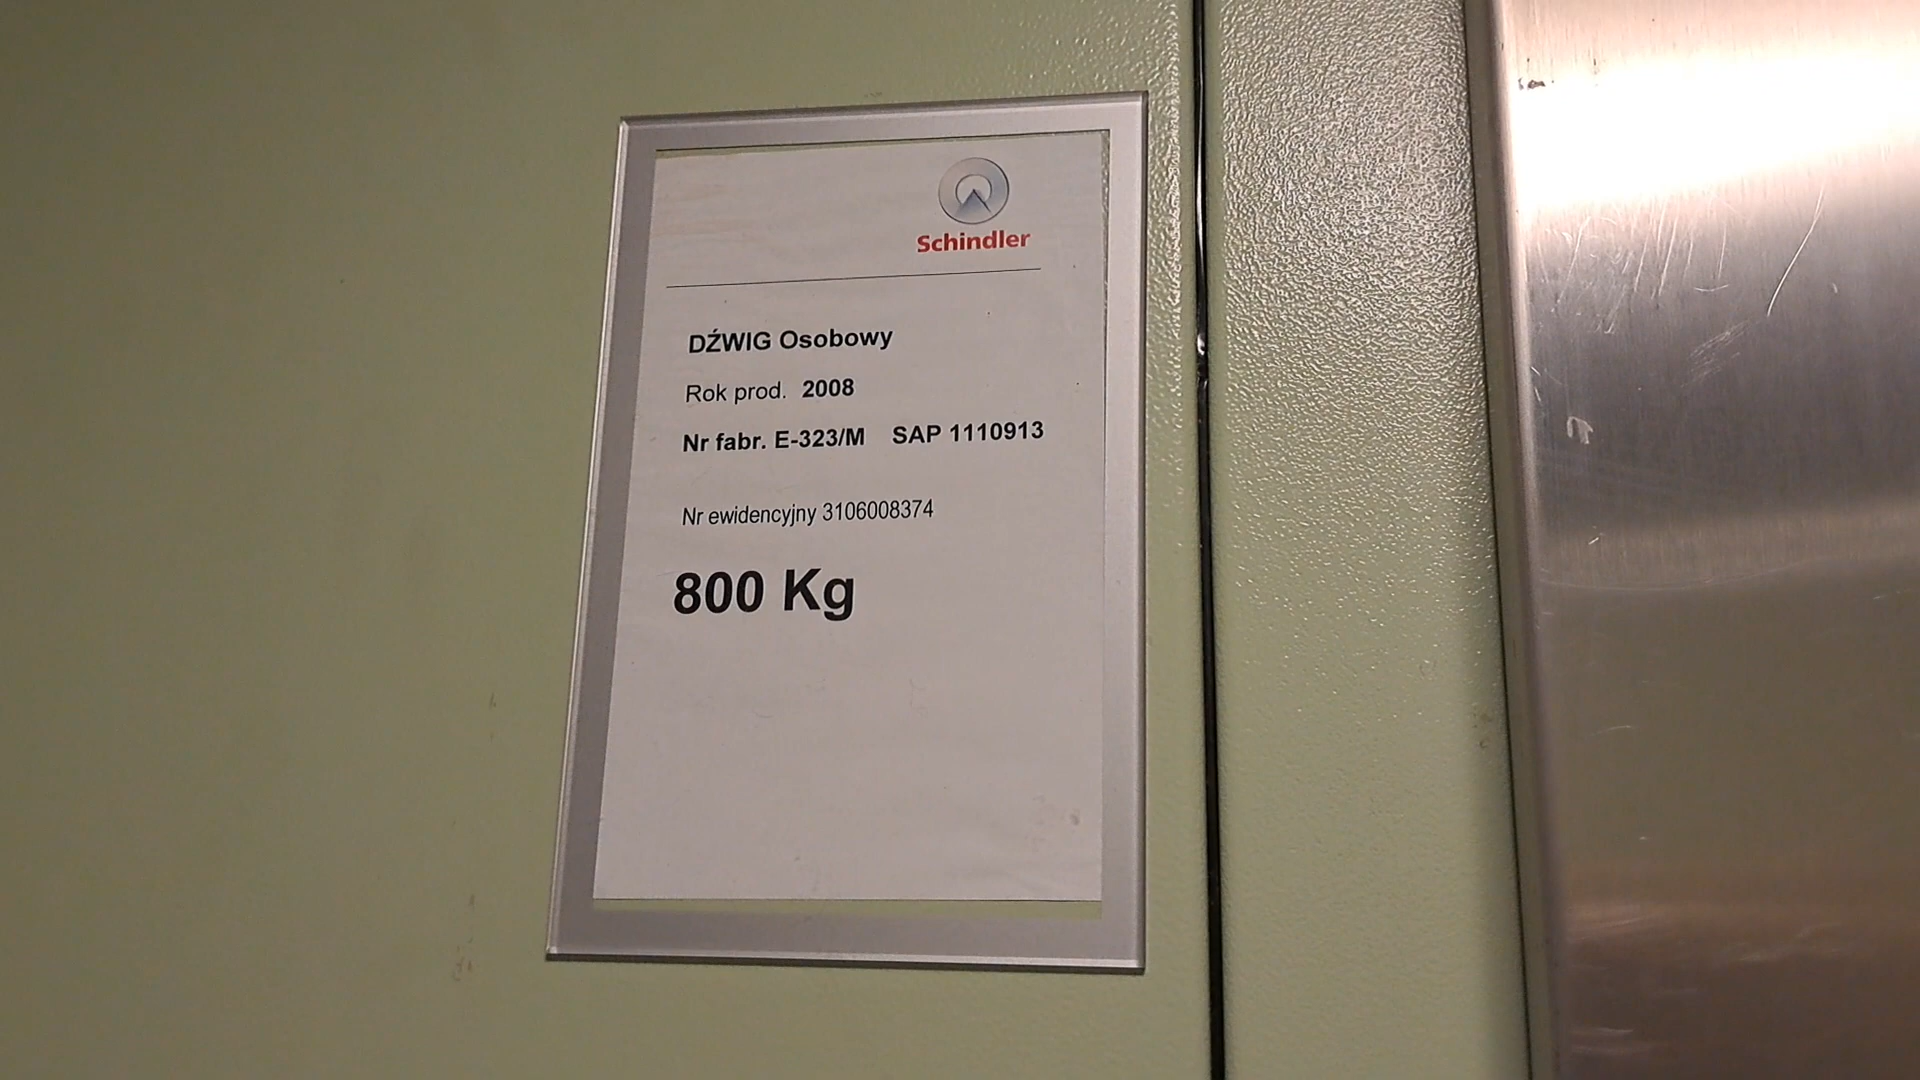 Schindler
DŹWIG Osobowy
Rok prod. 2008
Nr fabr. E-323/M SAP 1110913
Nr ewidencyjny 3106008374
800 Kg